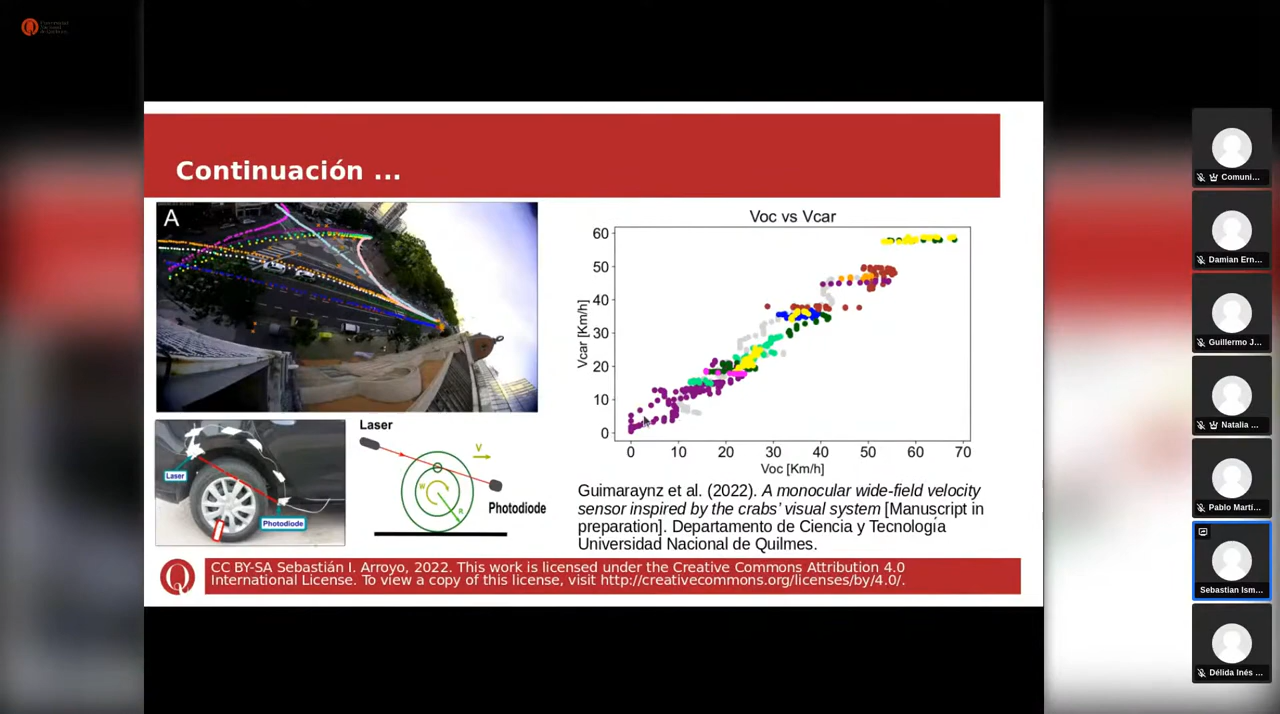 Universidad
Nacional
de Quilmes
Continuación ...
A
Laser
Photodiode
Laser
V
W
R
Photodiode
Voc vs Vcar
Vcar [Km/h]
60
50
40
30
20
10
0
0 10 20 30 40 50 60 70
Voc [Km/h]
Guimaraynz et al. (2022). A monocular wide-field velocity
sensor inspired by the crabs’ visual system [Manuscript in
preparation]. Departamento de Ciencia y Tecnología
Universidad Nacional de Quilmes.
CC BY-SA Sebastián I. Arroyo, 2022. This work is licensed under the Creative Commons Attribution 4.0
International License. To view a copy of this license, visit http://creativecommons.org/licenses/by/4.0/.
Comuni...
Damian Ern...
Guillermo J...
Natalia ...
Pablo Martí...
Sebastian Ism...
Délida Inés ...